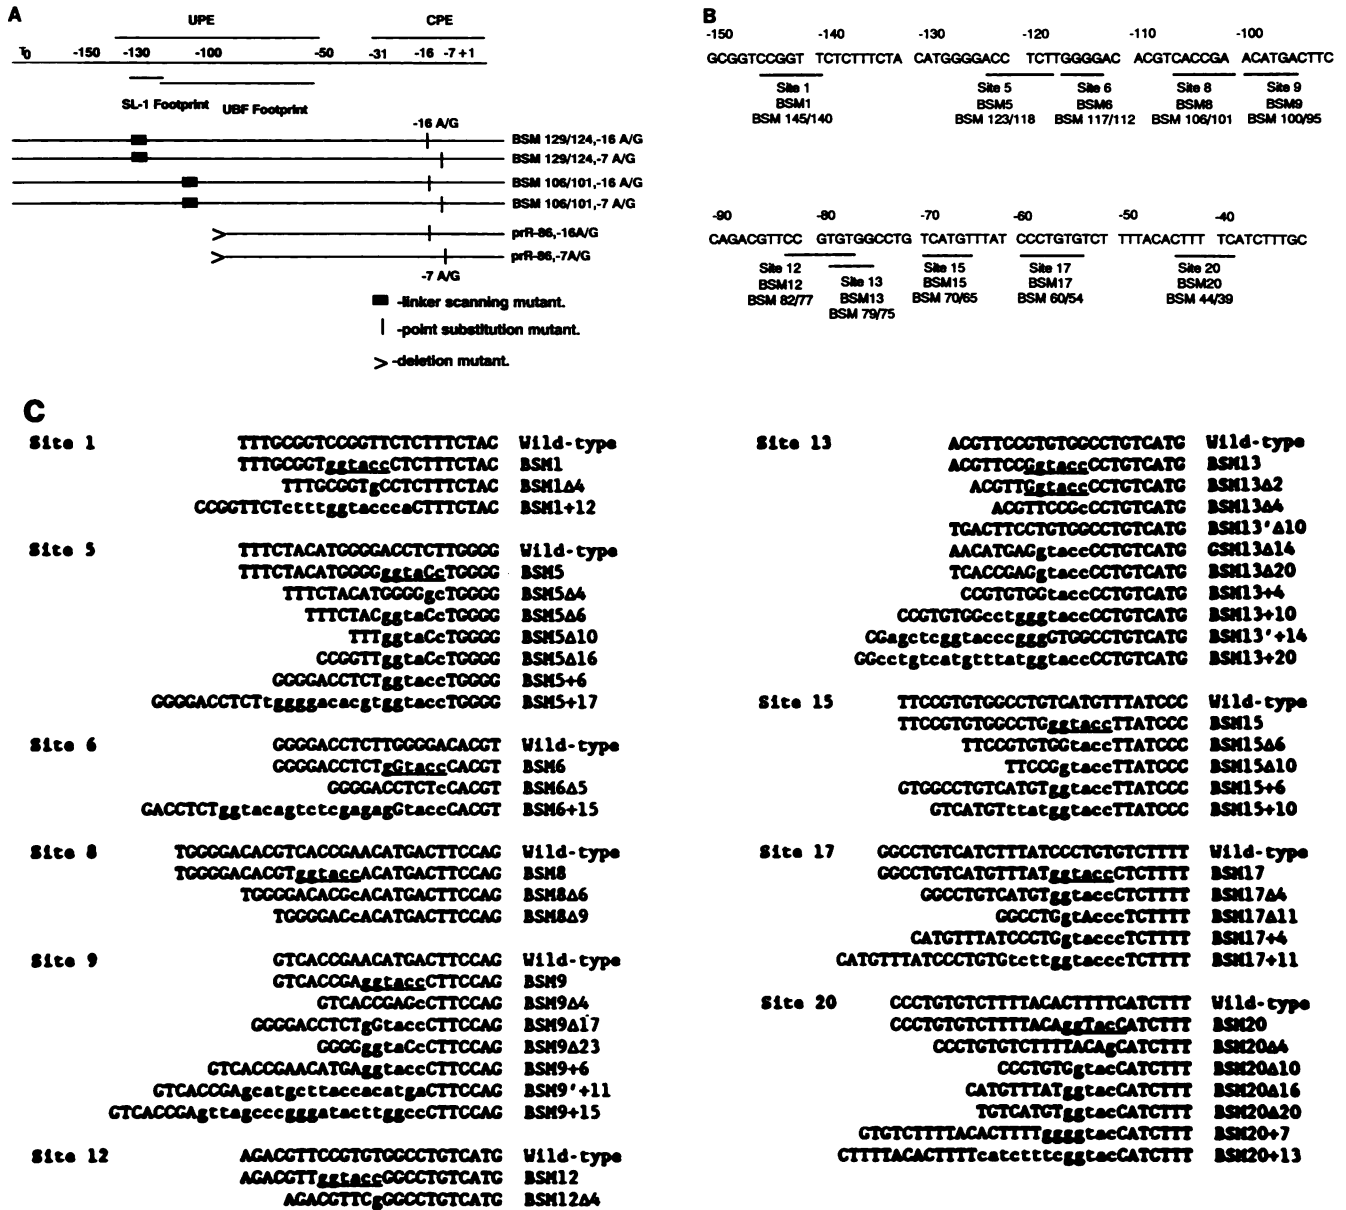 A
UPE CPE
T0 -150 -130 -100 -50 -31 -16 -7 +1
SL-1 Footprint UBF Footprint
-16 A/G
BSM 129/124,-16 A/G
BSM 129/124,-7 A/G
BSM 106/101,-16 A/G
BSM 106/101,-7 A/G
prR-86,-16A/G
prR-86,-7A/G
-7 A/G
-linker scanning mutant.
-point substitution mutant.
-deletion mutant.
B
-150 -140 -130 -120 -110 -100
GCGGTCCGGT TCTCTTTCTA CATGGGGACC TCTTGGGGAC ACGTCACCGA ACATGACTTC
Site 1 Site 5 Site 6 Site 8 Site 9
BSM1 BSM5 BSM6 BSM8 BSM9
BSM 145/140 BSM 123/118 BSM 117/112 BSM 106/101 BSM 100/95
-90 -80 -70 -60 -50 -40
CAGACGTTCC GTGTGGCCTG TCATGTTTAT CCCTGTGTCT TTTACACTTT TCATCTTTGC
Site 12 Site 13 Site 15 Site 17 Site 20
BSM12 BSM13 BSM15 BSM17 BSM20
BSM 82/77 BSM 79/75 BSM 70/65 BSM 60/54 BSM 44/39
C
Site 1 TTTGCGGTCCGGTTCTCTTTCTAC Wild-type
TTTGCGGTggtaccCTCTTTCTAC BSM1
TTTGCGGTgCCTCTTTCTAC BSM1Δ4
CCGGTTCTctttggtacccaCTTTCTAC BSM1+12
Site 5 TTTCTACATGGGGACCTCTTGGGG Wild-type
TTTCTACATGGGGggtaCcTGGGG BSM5
TTTCTACATGGGGgcTGGGG BSM5Δ4
TTTCTACggtaCcTGGGG BSM5Δ6
TTTggtaCcTGGGG BSM5Δ10
CCGGTTggtaCcTGGGG BSM5Δ16
GGGGACCTCTggtaccTGGGG BSM5+6
GGGGACCTCTtggggacacgtggtaccTGGGG BSM5+17
Site 6 GGGGACCTCTTGGGGACACGT Wild-type
GGGGACCTCTgGtaccCACGT BSM6
GGGGACCTCTcCACGT BSM6Δ5
GACCTCTggtacagtctcgagagGtaccCACGT BSM6+15
Site 8 TGGGGACACGTCACCGAACATGACTTCCAG Wild-type
TGGGGACACGTggtaccACATGACTTCCAG BSM8
TGGGGACACGcACATGACTTCCAG BSM8Δ6
TGGGGACcACATGACTTCCAG BSM8Δ9
Site 9 GTCACCGAACATGACTTCCAG Wild-type
GTCACCGAggtaccCTTCCAG BSM9
GTCACCGAGcCTTCCAG BSM9Δ4
GGGGACCTCTgGtaccCTTCCAG BSM9Δ17
GGGGggtaCcCTTCCAG BSM9Δ23
GTCACCGAACATGAggtaccCTTCCAG BSM9+6
GTCACCGAgcatgcttaccacatgaCTTCCAG BSM9'+11
GTCACCGAgttagcccgggatacttggccCTTCCAG BSM9+15
Site 12 AGACGTTCCGTGTGGCCTGTCATG Wild-type
AGACGTTggtaccGGCCTGTCATG BSM12
AGACGTTCgGGCCTGTCATG BSM12Δ4
Site 13 ACGTTCCGTGTGGCCTGTCATG Wild-type
ACGTTCCGgtaccCCTGTCATG BSM13
ACGTTGgtaccCCTGTCATG BSM13Δ2
ACGTTCCGcCCTGTCATG BSM13Δ4
TGACTTCCTGTGGCCTGTCATG BSM13'Δ10
AACATGAGgtaccCCTGTCATG GSM13Δ14
TCACCGAGgtaccCCTGTCATG BSM13Δ20
CCGTGTGGtaccCCTGTCATG BSM13+4
CCGTGTGGcctgggtaccCCTGTCATG BSM13+10
CGagctcggtacccgggGTGGCCTGTCATG BSM13'+14
GGcctgtcatgtttatggtaccCCTGTCATG BSM13+20
Site 15 TTCCGTGTGGCCTGTCATGTTTATCCC Wild-type
TTCCGTGTGGCCTGggtaccTTATCCC BSM15
TTCCGTGTGGtaccTTATCCC BSM15Δ6
TTCCGgtaccTTATCCC BSM15Δ10
GTGGCCTGTCATGTggtaccTTATCCC BSM15+6
GTCATGTttatggtaccTTATCCC BSM15+10
Site 17 GGCCTGTCATGTTTATCCCTGTGTCTTTT Wild-type
GGCCTGTCATGTTTATggtaccGTCTTTT BSM17
GGCCTGTCATGTggtaccGTCTTTT BSM17Δ4
GGCCTGgtAcccTCTTTT BSM17Δ11
CATGTTTATCCCTGgtacccTCTTTT BSM17+4
CATGTTTATCCCTGTGtcttggtacccTCTTTT BSM17+11
Site 20 CCCTGTGTCTTTTACACTTTTCATCTTT Wild-type
CCCTGTGTCTTTTACAggTacCATCTTT BSM20
CCCTGTGTCTTTTACAgCATCTTT BSM20Δ4
CCCTGTGgtacCATCTTT BSM20Δ10
CATGTTTATggtacCATCTTT BSM20Δ16
TGTCATGTggtacCATCTTT BSM20Δ20
GTGTCTTTTACACTTTTggggtacCATCTTT BSM20+7
CTTTTACACTTTTcatctttcggtacCATCTTT BSM20+13